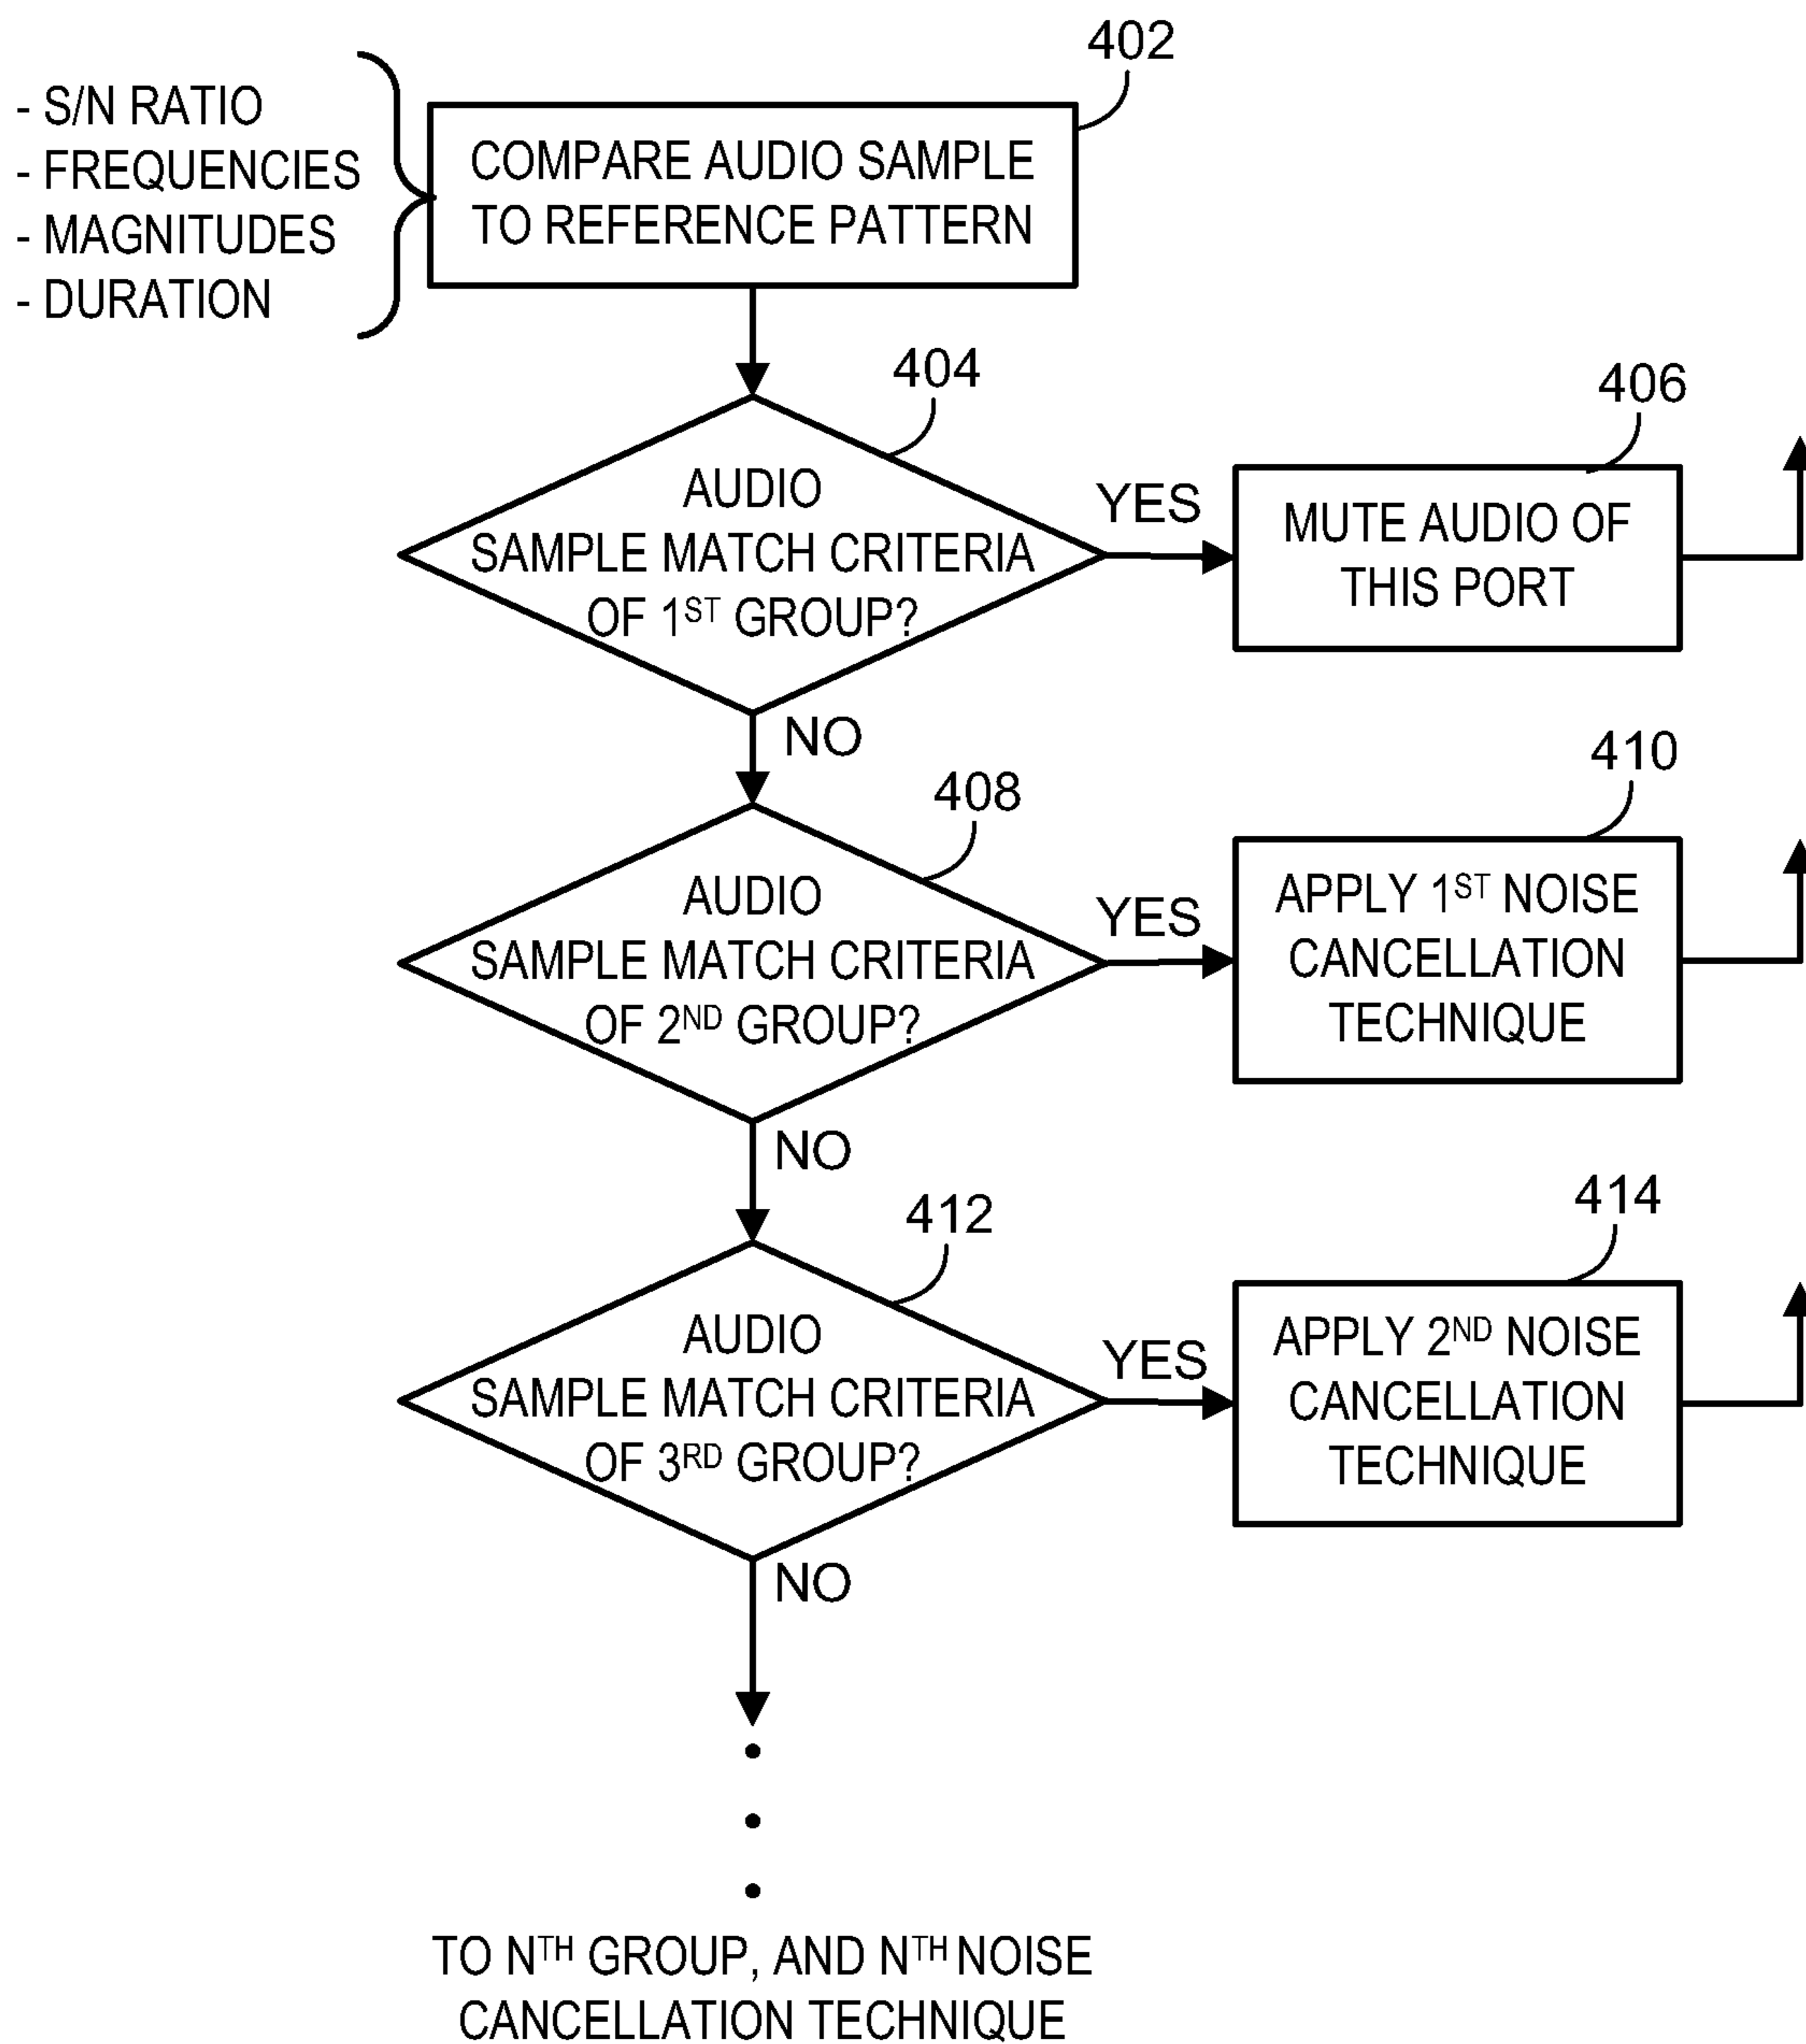 402
- S/N RATIO
- FREQUENCIES
- MAGNITUDES
- DURATION
COMPARE AUDIO SAMPLE
TO REFERENCE PATTERN
404
AUDIO
SAMPLE MATCH CRITERIA
OF 1ST GROUP?
YES
406
MUTE AUDIO OF
THIS PORT
NO
408
AUDIO
SAMPLE MATCH CRITERIA
OF 2ND GROUP?
YES
410
APPLY 1ST NOISE
CANCELLATION
TECHNIQUE
NO
412
AUDIO
SAMPLE MATCH CRITERIA
OF 3RD GROUP?
YES
414
APPLY 2ND NOISE
CANCELLATION
TECHNIQUE
NO
TO NTH GROUP, AND NTH NOISE
CANCELLATION TECHNIQUE